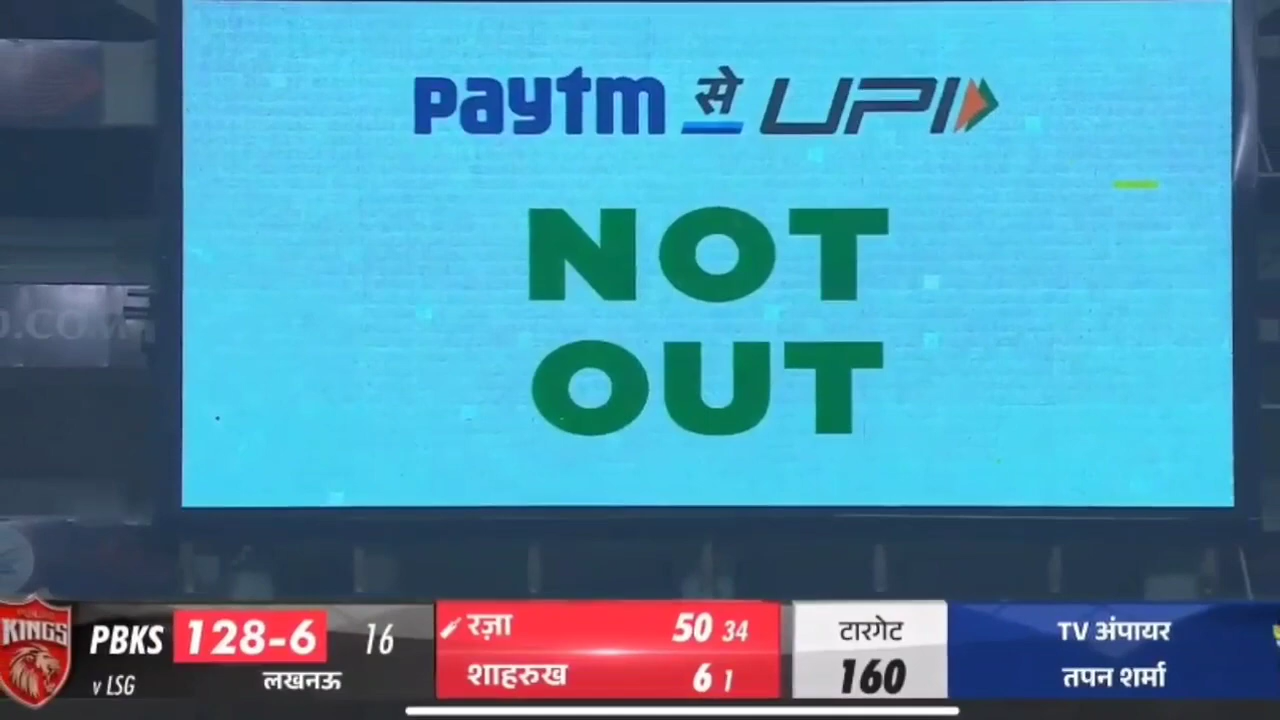 paytm से UPI
NOT
OUT
.COM
KINGS
PBKS 128-6 16
v LSG लखनऊ
रज़ा 50 34
शाहरुख 6 1
टारगेट
160
TV अंपायर
तपन शर्मा